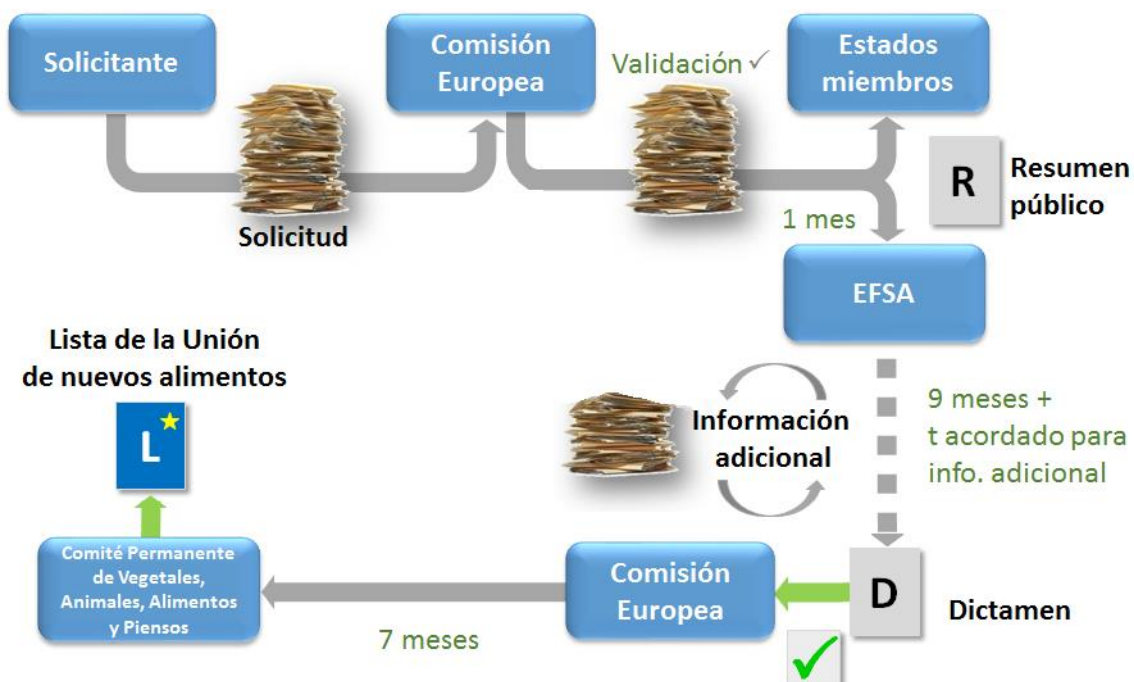 Solicitante
Comisión
Europea
Validación ✓
Estados
miembros
Solicitud
1 mes
R
Resumen
público
EFSA
Lista de la Unión
de nuevos alimentos
L
Información
adicional
9 meses +
t acordado para
info. adicional
Comité Permanente
de Vegetales,
Animales, Alimentos
y Piensos
7 meses
Comisión
Europea
D
Dictamen